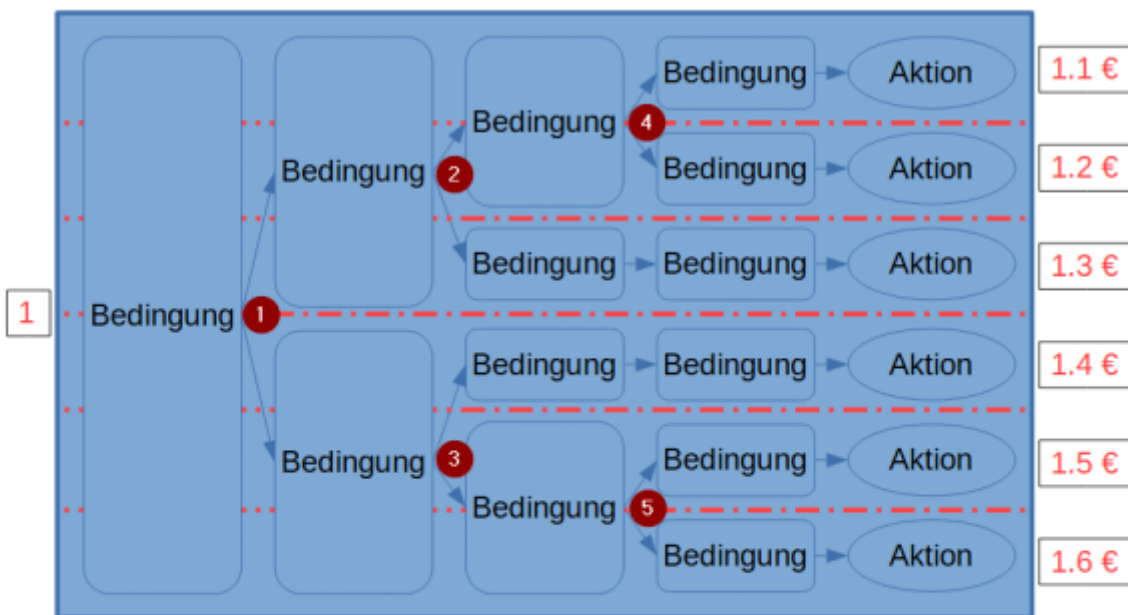 Bedingung Aktion 1.1 €
Bedingung 4
Bedingung 2 Bedingung Aktion 1.2 €
Bedingung Bedingung Aktion 1.3 €
1 Bedingung 1
Bedingung Bedingung Aktion 1.4 €
Bedingung 3 Bedingung Aktion 1.5 €
Bedingung 5
Bedingung Aktion 1.6 €